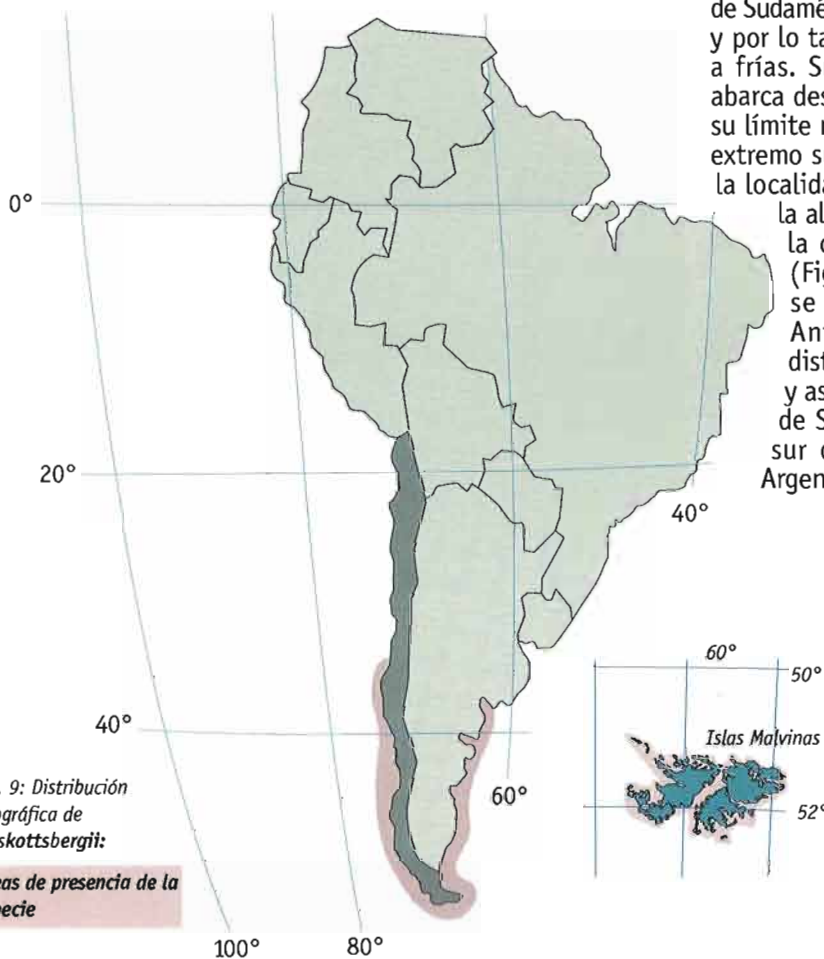 de Sudamé
y por lo ta
a frías. S
abarca des
su límite
extremo s
la localida
la al
la
(Fig
se
An
dist
y as
de S
sur
Argen
0°
20°
40°
40°
60°
100°
80°
60°
50°
Islas Malvinas
52°
. 9: Distribución
ográfica de
skottsbergii:
as de presencia de la
pecie